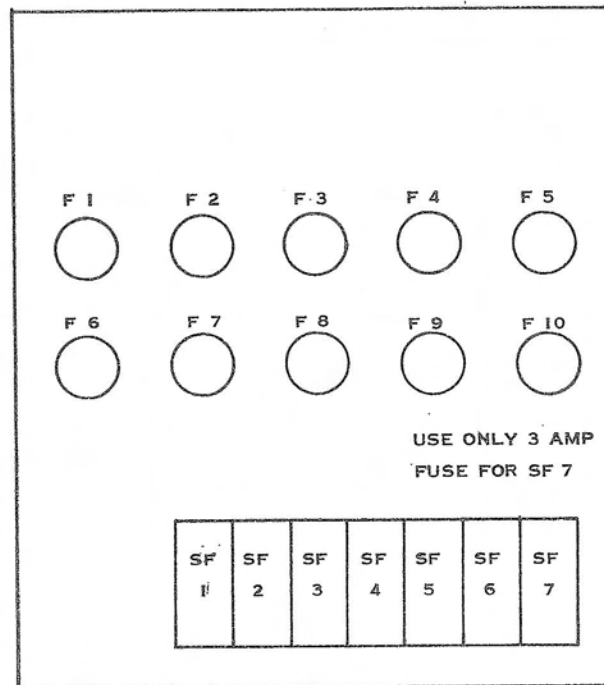 F 1 F 2 F 3 F 4 F 5
F 6 F 7 F 8 F 9 F 10
USE ONLY 3 AMP
FUSE FOR SF 7
SF SF SF SF SF SF SF
1 2 3 4 5 6 7